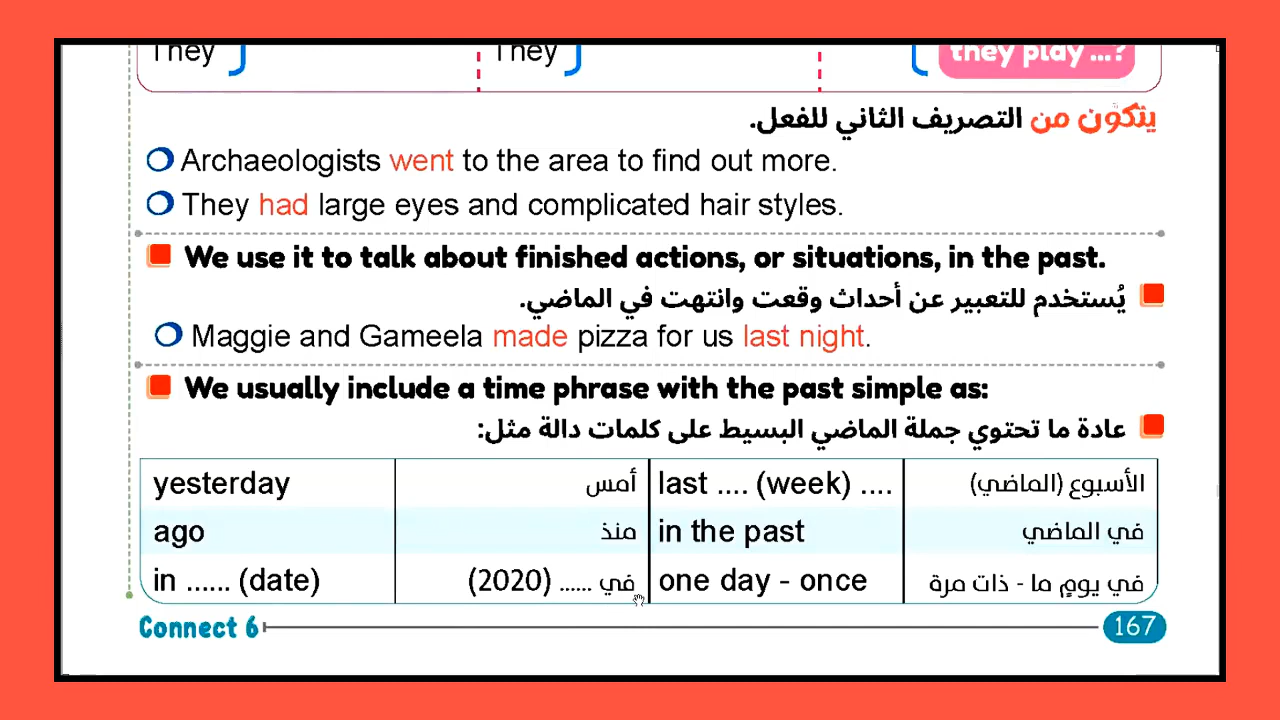 They They they play ...?
يتكوّن من التصريف الثاني للفعل.
Archaeologists went to the area to find out more.
They had large eyes and complicated hair styles.
We use it to talk about finished actions, or situations, in the past.
يُستخدم للتعبير عن أحداث وقعت وانتهت في الماضي.
Maggie and Gameela made pizza for us last night.
We usually include a time phrase with the past simple as:
عادة ما تحتوي جملة الماضي البسيط على كلمات دالة مثل:
yesterday أمس last .... (week) .... الأسبوع (الماضي)
ago منذ in the past في الماضي
in ...... (date) في ...... (2020) one day - once في يومٍ ما - ذات مرة
Connect 6 167